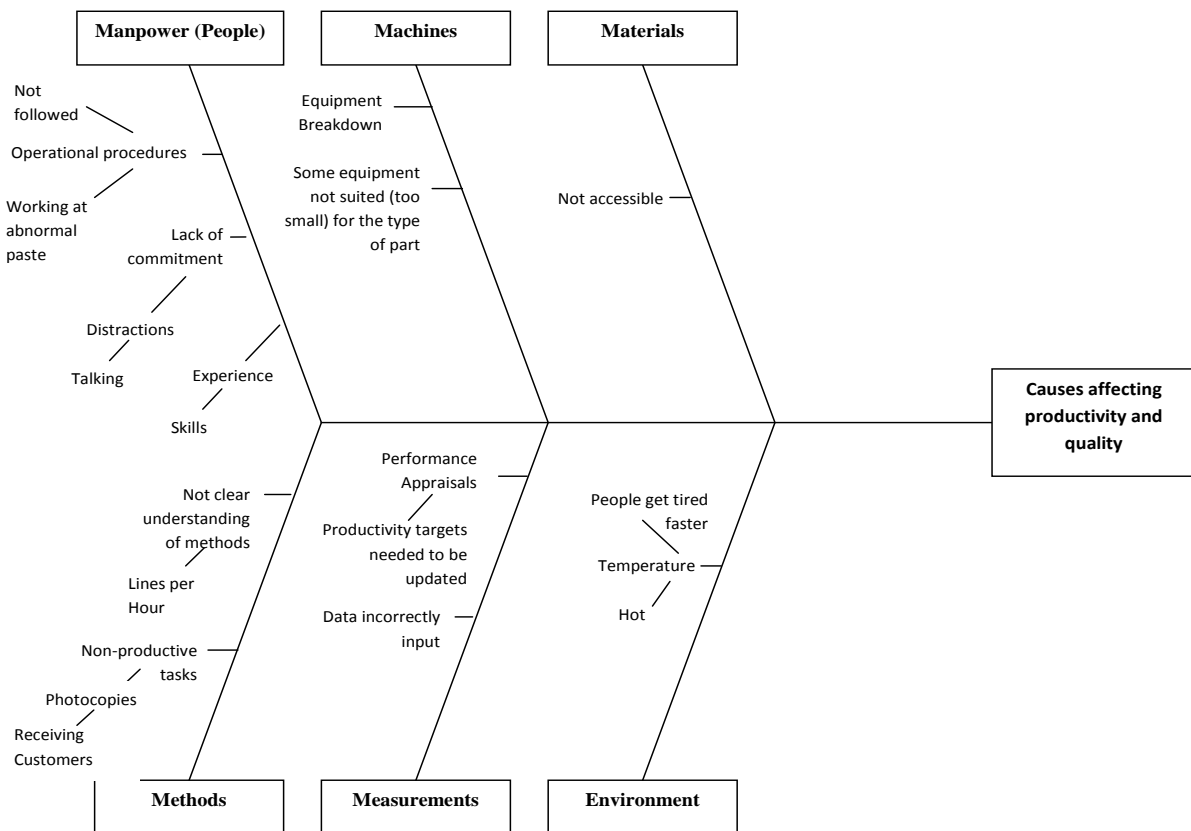 Manpower (People)
Machines
Materials
Not
followed
Operational procedures
Working at
abnormal
paste
Lack of
commitment
Distractions
Talking
Experience
Skills
Equipment
Breakdown
Some equipment
not suited (too
small) for the type
of part
Not accessible
Causes affecting
productivity and
quality
Not clear
understanding
of methods
Lines per
Hour
Non-productive
tasks
Photocopies
Receiving
Customers
Performance
Appraisals
Productivity targets
needed to be
updated
Data incorrectly
input
People get tired
faster
Temperature
Hot
Methods
Measurements
Environment